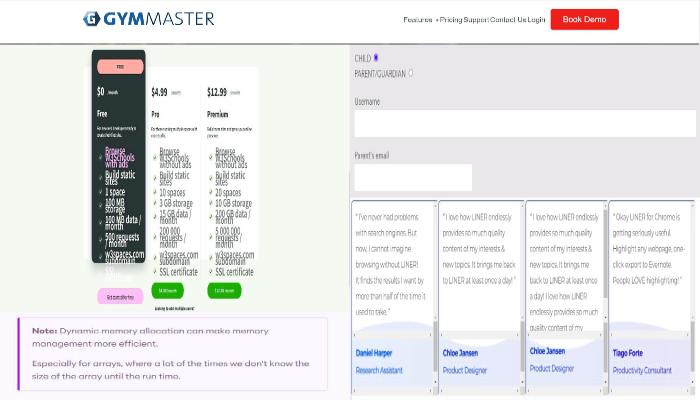 GYMMASTER
Features Pricing Support Contact Us Login
Book Demo
FREE
$0 /month
Free
Browse
W3Schools
with ads
Build static
sites
1 space
100 MB
storage
100 MB data /
month
500 requests
/ month
w3spaces.com
subdomain
SSL
Get started for free
$4.99
Pro
Browse
W3Schools
without ads
Build static
sites
10 spaces
3 GB storage
15 GB data /
month
200 000
requests /
month
w3spaces.com
subdomain
SSL certificate
$12.99
Premium
Browse
W3Schools
without ads
Build static
sites
20 spaces
10 GB storage
200 GB data /
month
5 000 000
requests /
month
w3spaces.com
subdomain
SSL certificate
Note: Dynamic memory allocation can make memory
management more efficient.
Especially for arrays, where a lot of the times we don't know the
size of the array until the run time.
CHILD
PARENT/GUARDIAN
Username
Parent's email
" I've never had problems
with search engines. But
now, I cannot imagine
browsing without LINER!
It finds the results I want by
more than half of the time it
used to take. "
Daniel Harper
Research Assistant
" I love how LINER endlessly
provides so much quality
content of my interests &
new topics. It brings me back
to LINER at least once a day! "
Chloe Jansen
Product Designer
" I love how LINER endlessly
provides so much quality
content of my interests &
new topics. It brings me
back to LINER at least once
a day! I love how LINER
endlessly provides so much
quality content of my
Chloe Jansen
Product Designer
" Okay LINER for Chrome is
getting seriously useful.
Highlight any webpage, one-
click export to Evernote.
People LOVE highlighting! "
Tiago Forte
Productivity Consultant